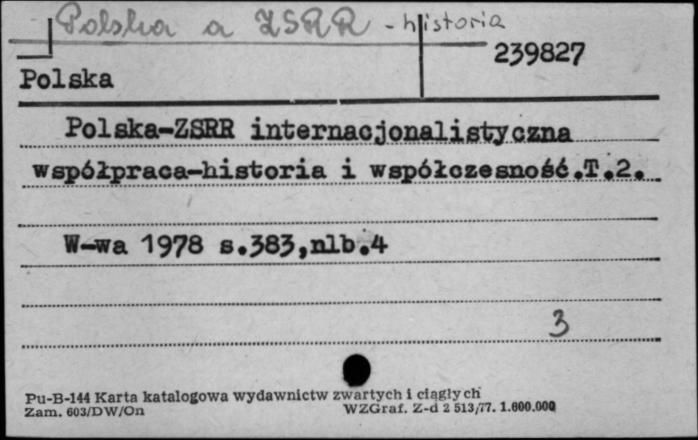 Polska a ZSRR - historia
239827
Polska
Polska-ZSRR internacjonalistyczna
współpraca-historia i współczesność.T.2.
W-wa 1978 s.383,nlb.4
3
Pu-B-144 Karta katalogowa wydawnictw zwartych i ciągłych
Zam. 603/DW/On WZGraf. Z-d 2 513/77. 1.600.000